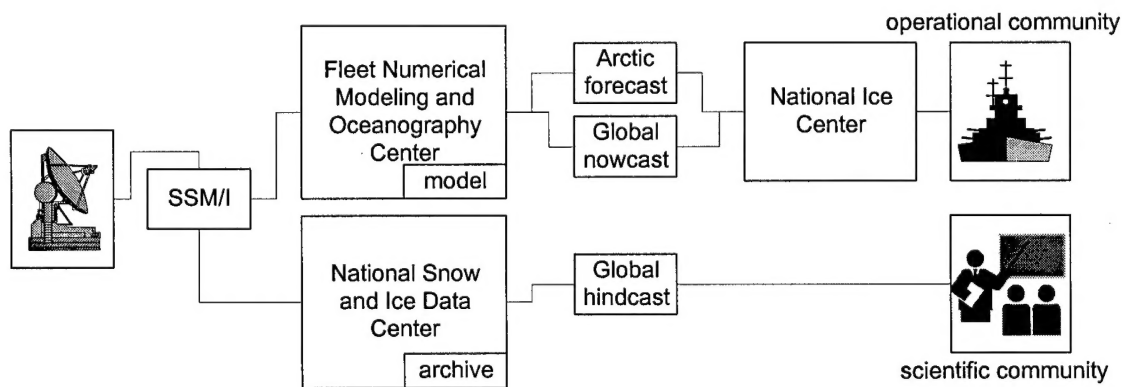 operational community
Fleet Numerical
Modeling and
Oceanography
Center
model
Arctic
forecast
Global
nowcast
National Ice
Center
SSM/I
National Snow
and Ice Data
Center
archive
Global
hindcast
scientific community